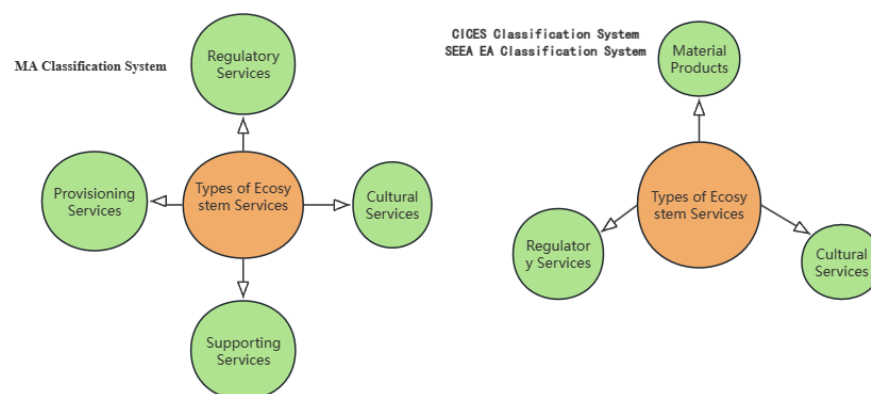 MA Classification System
Regulatory
Services
Provisioning
Services
Types of Ecosy
stem Services
Cultural
Services
Supporting
Services
CICES Classification System
SEEA EA Classification System
Material
Products
Types of Ecosy
stem Services
Regulator
y Services
Cultural
Services